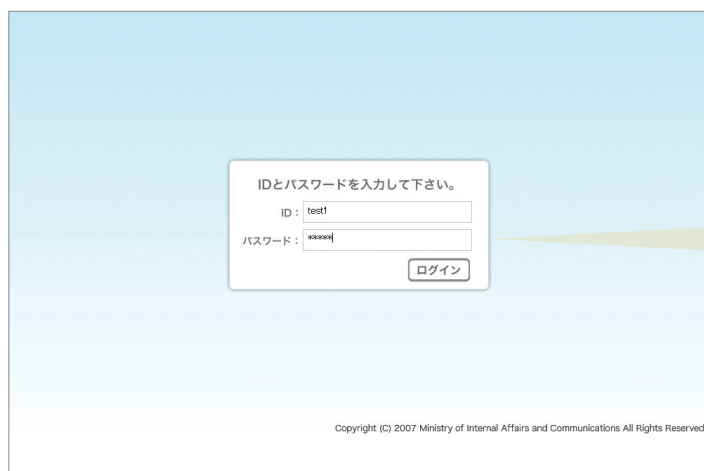 IDとパスワードを入力して下さい。
ID： test1
パスワード： *****
ログイン
Copyright (C) 2007 Ministry of Internal Affairs and Communications All Rights Reserved